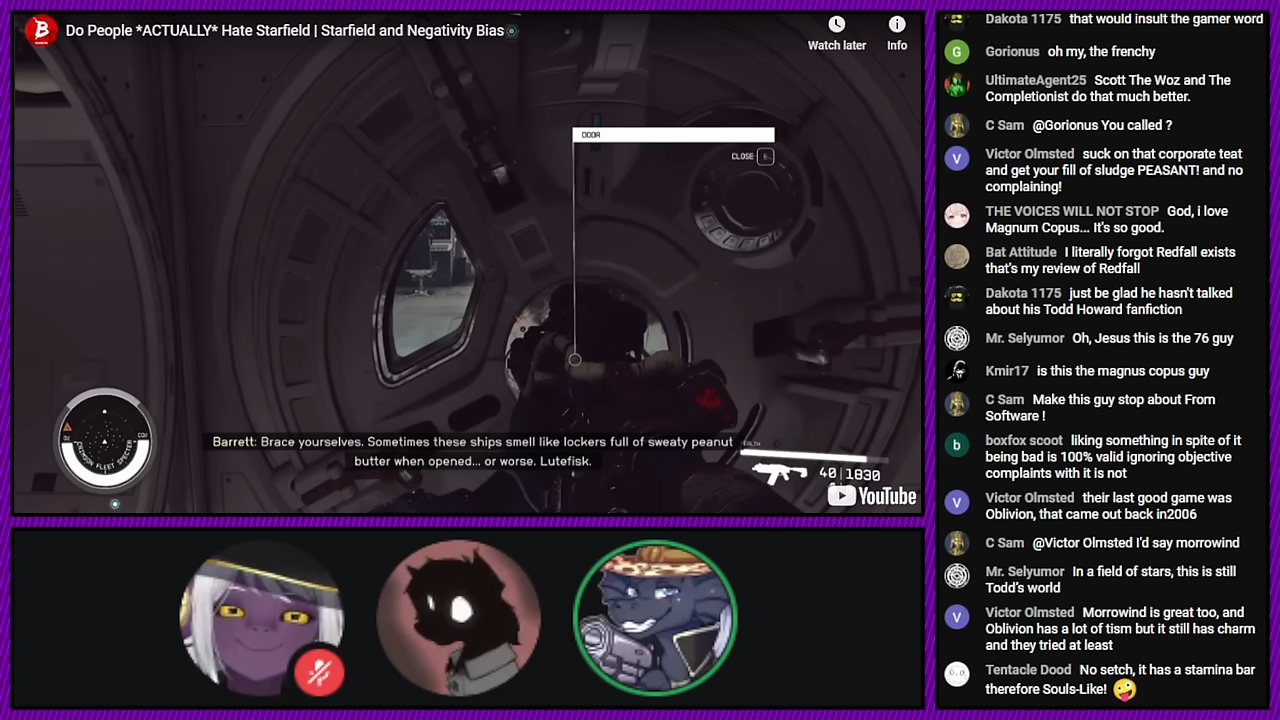 Do People *ACTUALLY* Hate Starfield | Starfield and Negativity Bias
Watch later
Info
DOOR
CLOSE
CRIMSON FLEET SPECTER
Barrett: Brace yourselves. Sometimes these ships smell like lockers full of sweaty peanut
butter when opened... or worse. Lutefisk.
40 | 1830
YouTube
Dakota 1175 that would insult the gamer word
G
Gorionus oh my, the frenchy
UltimateAgent25 Scott The Woz and The
Completionist do that much better.
C Sam @Gorionus You called ?
V
Victor Olmsted suck on that corporate teat
and get your fill of sludge PEASANT! and no
complaining!
THE VOICES WILL NOT STOP God, i love
Magnum Copus... It's so good.
Bat Attitude I literally forgot Redfall exists
that's my review of Redfall
Dakota 1175 just be glad he hasn't talked
about his Todd Howard fanfiction
Mr. Selyumor Oh, Jesus this is the 76 guy
Kmir17 is this the magnus copus guy
C Sam Make this guy stop about From
Software !
b
boxfox scoot liking something in spite of it
being bad is 100% valid ignoring objective
complaints with it is not
V
Victor Olmsted their last good game was
Oblivion, that came out back in2006
C Sam @Victor Olmsted I'd say morrowind
Mr. Selyumor In a field of stars, this is still
Todd's world
V
Victor Olmsted Morrowind is great too, and
Oblivion has a lot of tism but it still has charm
and they tried at least
Tentacle Dood No setch, it has a stamina bar
therefore Souls-Like! 🤪